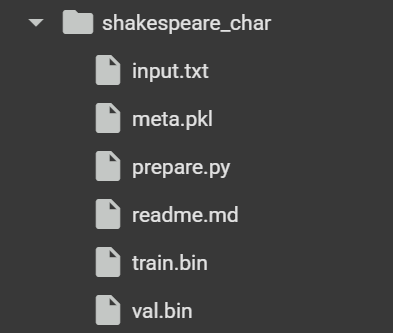 shakespeare_char
input.txt
meta.pkl
prepare.py
readme.md
train.bin
val.bin